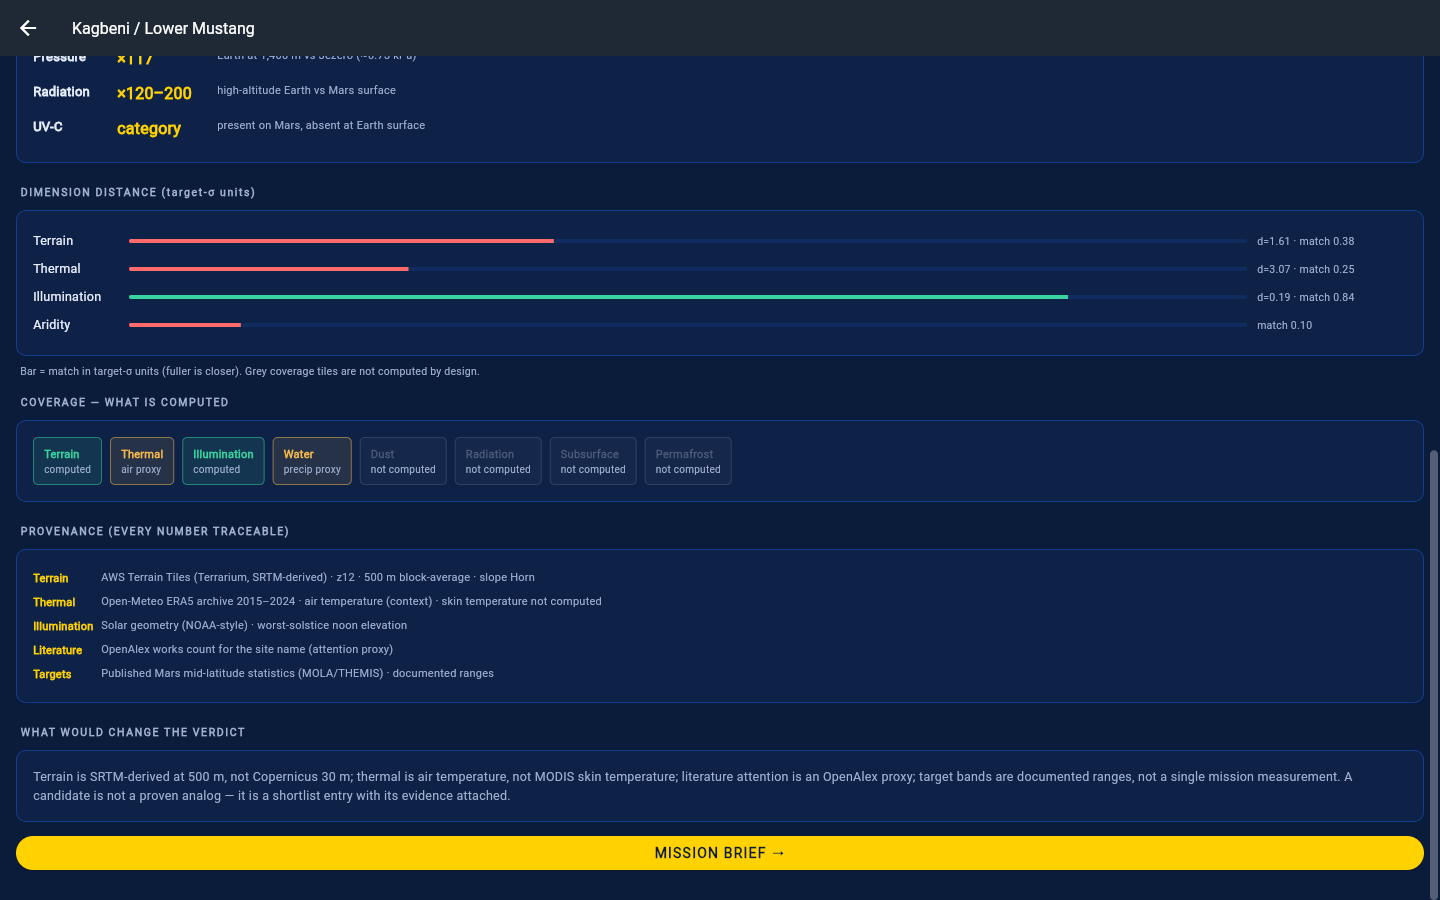 Kagbeni / Lower Mustang
Pressure ×117
Radiation ×120–200 high-altitude Earth vs Mars surface
UV-C category present on Mars, absent at Earth surface
DIMENSION DISTANCE (target-σ units)
Terrain d=1.61 · match 0.38
Thermal d=3.07 · match 0.25
Illumination d=0.19 · match 0.84
Aridity match 0.10
Bar = match in target-σ units (fuller is closer). Grey coverage tiles are not computed by design.
COVERAGE — WHAT IS COMPUTED
Terrain Thermal Illumination Water Dust Radiation Subsurface Permafrost
computed air proxy computed precip proxy not computed not computed not computed not computed
PROVENANCE (EVERY NUMBER TRACEABLE)
Terrain AWS Terrain Tiles (Terrarium, SRTM-derived) · z12 · 500 m block-average · slope Horn
Thermal Open-Meteo ERA5 archive 2015–2024 · air temperature (context) · skin temperature not computed
Illumination Solar geometry (NOAA-style) · worst-solstice noon elevation
Literature OpenAlex works count for the site name (attention proxy)
Targets Published Mars mid-latitude statistics (MOLA/THEMIS) · documented ranges
WHAT WOULD CHANGE THE VERDICT
Terrain is SRTM-derived at 500 m, not Copernicus 30 m; thermal is air temperature, not MODIS skin temperature; literature attention is an OpenAlex proxy; target bands are documented ranges, not a single mission measurement. A
candidate is not a proven analog — it is a shortlist entry with its evidence attached.
MISSION BRIEF →